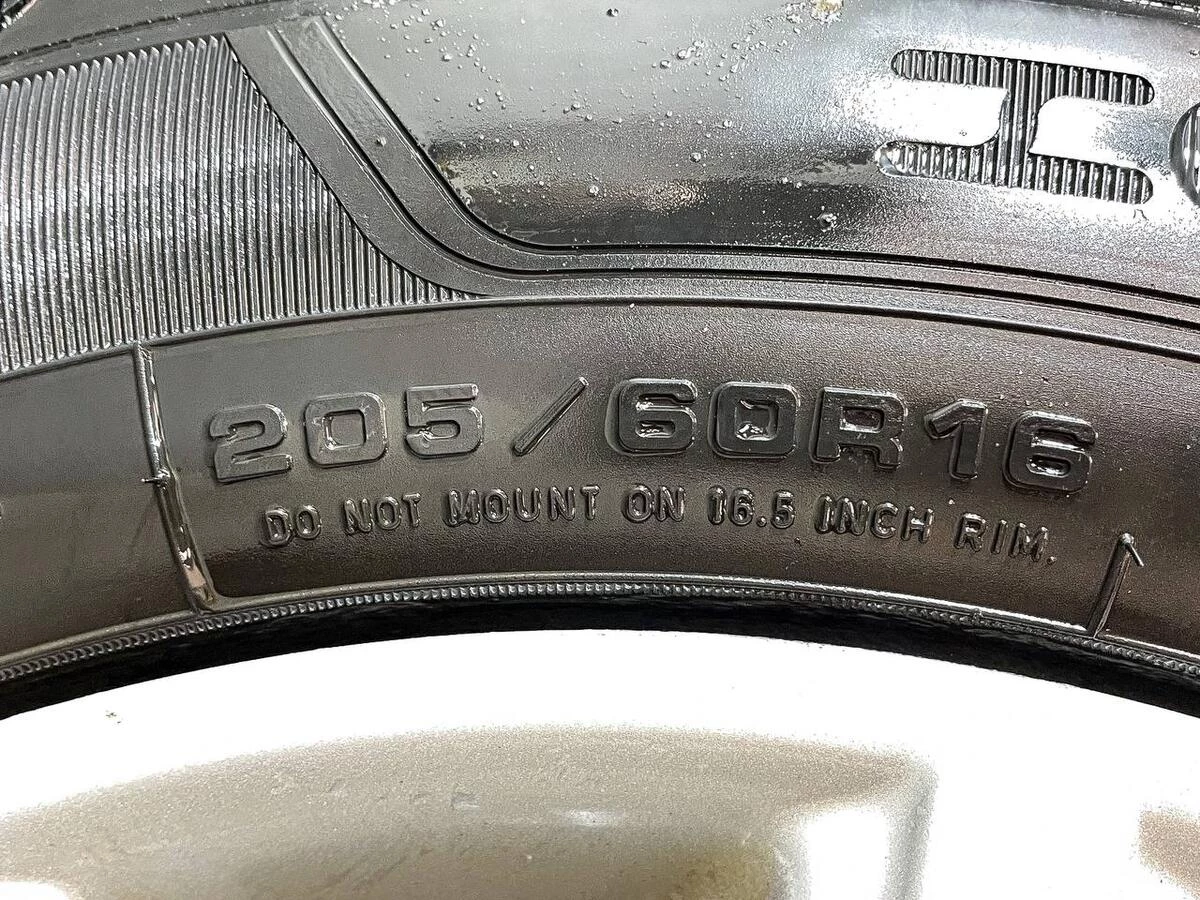 205/60R16
DO NOT MOUNT ON 16.5 INCH RIM.